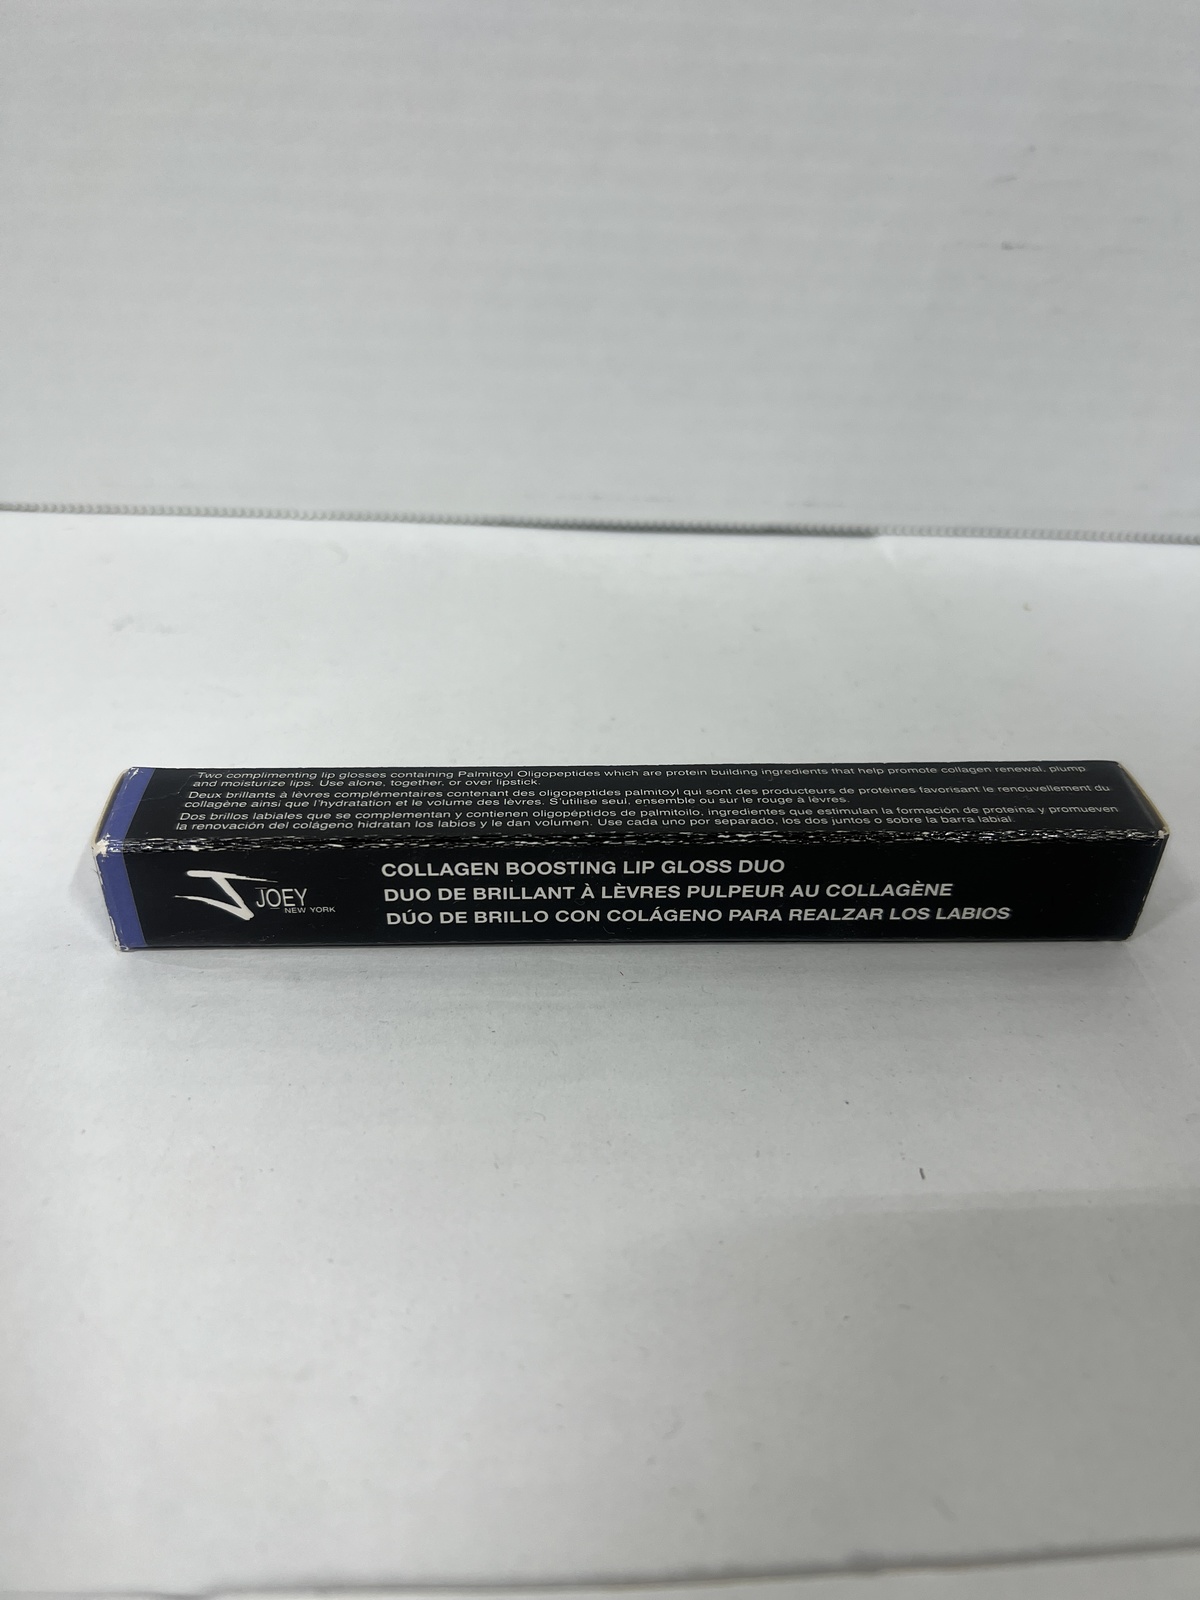 Two complimenting lip glosses containing Palmitoyl Oligopeptides which are protein building ingredients that help promote collagen renewal, plump
and moisturize lips. Use alone, together, or over lipstick.
Deux brillants à lèvres complémentaires contenant des oligopeptides palmitoyl qui sont des producteurs de protéines favorisant le renouvellement du
collagène ainsi que l'hydratation et le volume des lèvres. S'utilise seul, ensemble ou sur le rouge à lèvres.
Dos brillos labiales que se complementan y contienen oligopéptidos de palmitoilo, ingredientes que estimulan la formación de proteína y promueven
la renovación del colágeno hidratan los labios y le dan volumen. Use cada uno por separado, los dos juntos o sobre la barra labial.
JOEY
NEW YORK
COLLAGEN BOOSTING LIP GLOSS DUO
DUO DE BRILLANT À LÈVRES PULPEUR AU COLLAGÈNE
DÚO DE BRILLO CON COLÁGENO PARA REALZAR LOS LABIOS